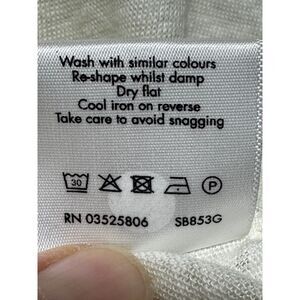 Wash with similar colours
Re-shape whilst damp
Dry flat
Cool iron on reverse
Take care to avoid snagging
30 P
RN 03525806 SB853G